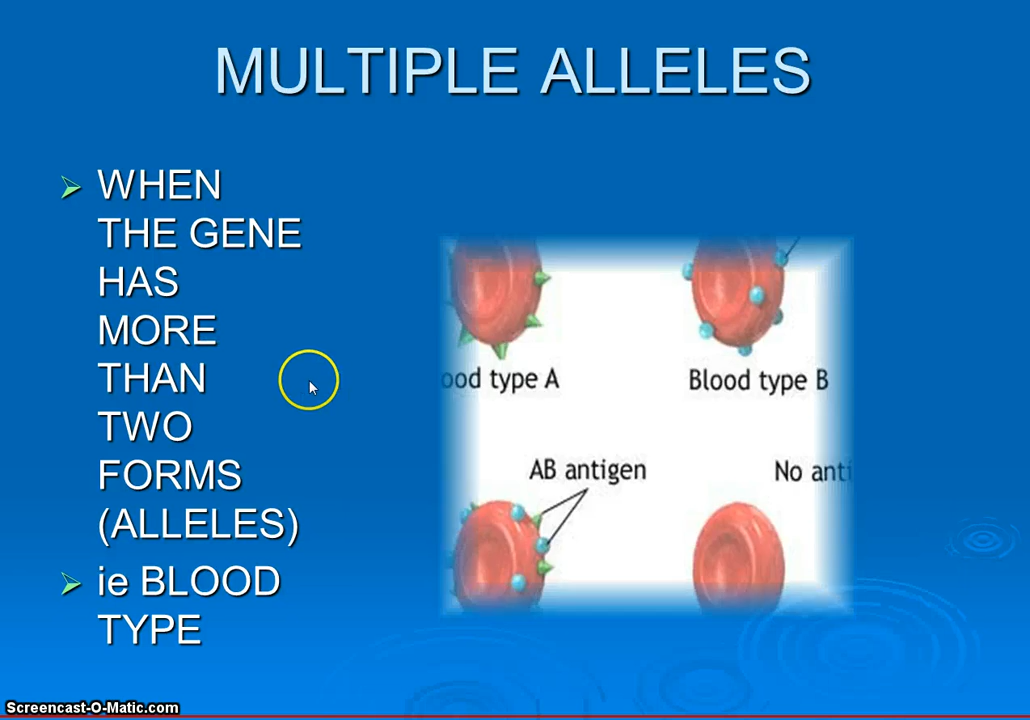 MULTIPLE ALLELES
WHEN
THE GENE
HAS
MORE
THAN
TWO
FORMS
(ALLELES)
ie BLOOD
TYPE
ood type A
Blood type B
AB antigen
No anti
Screencast-O-Matic.com